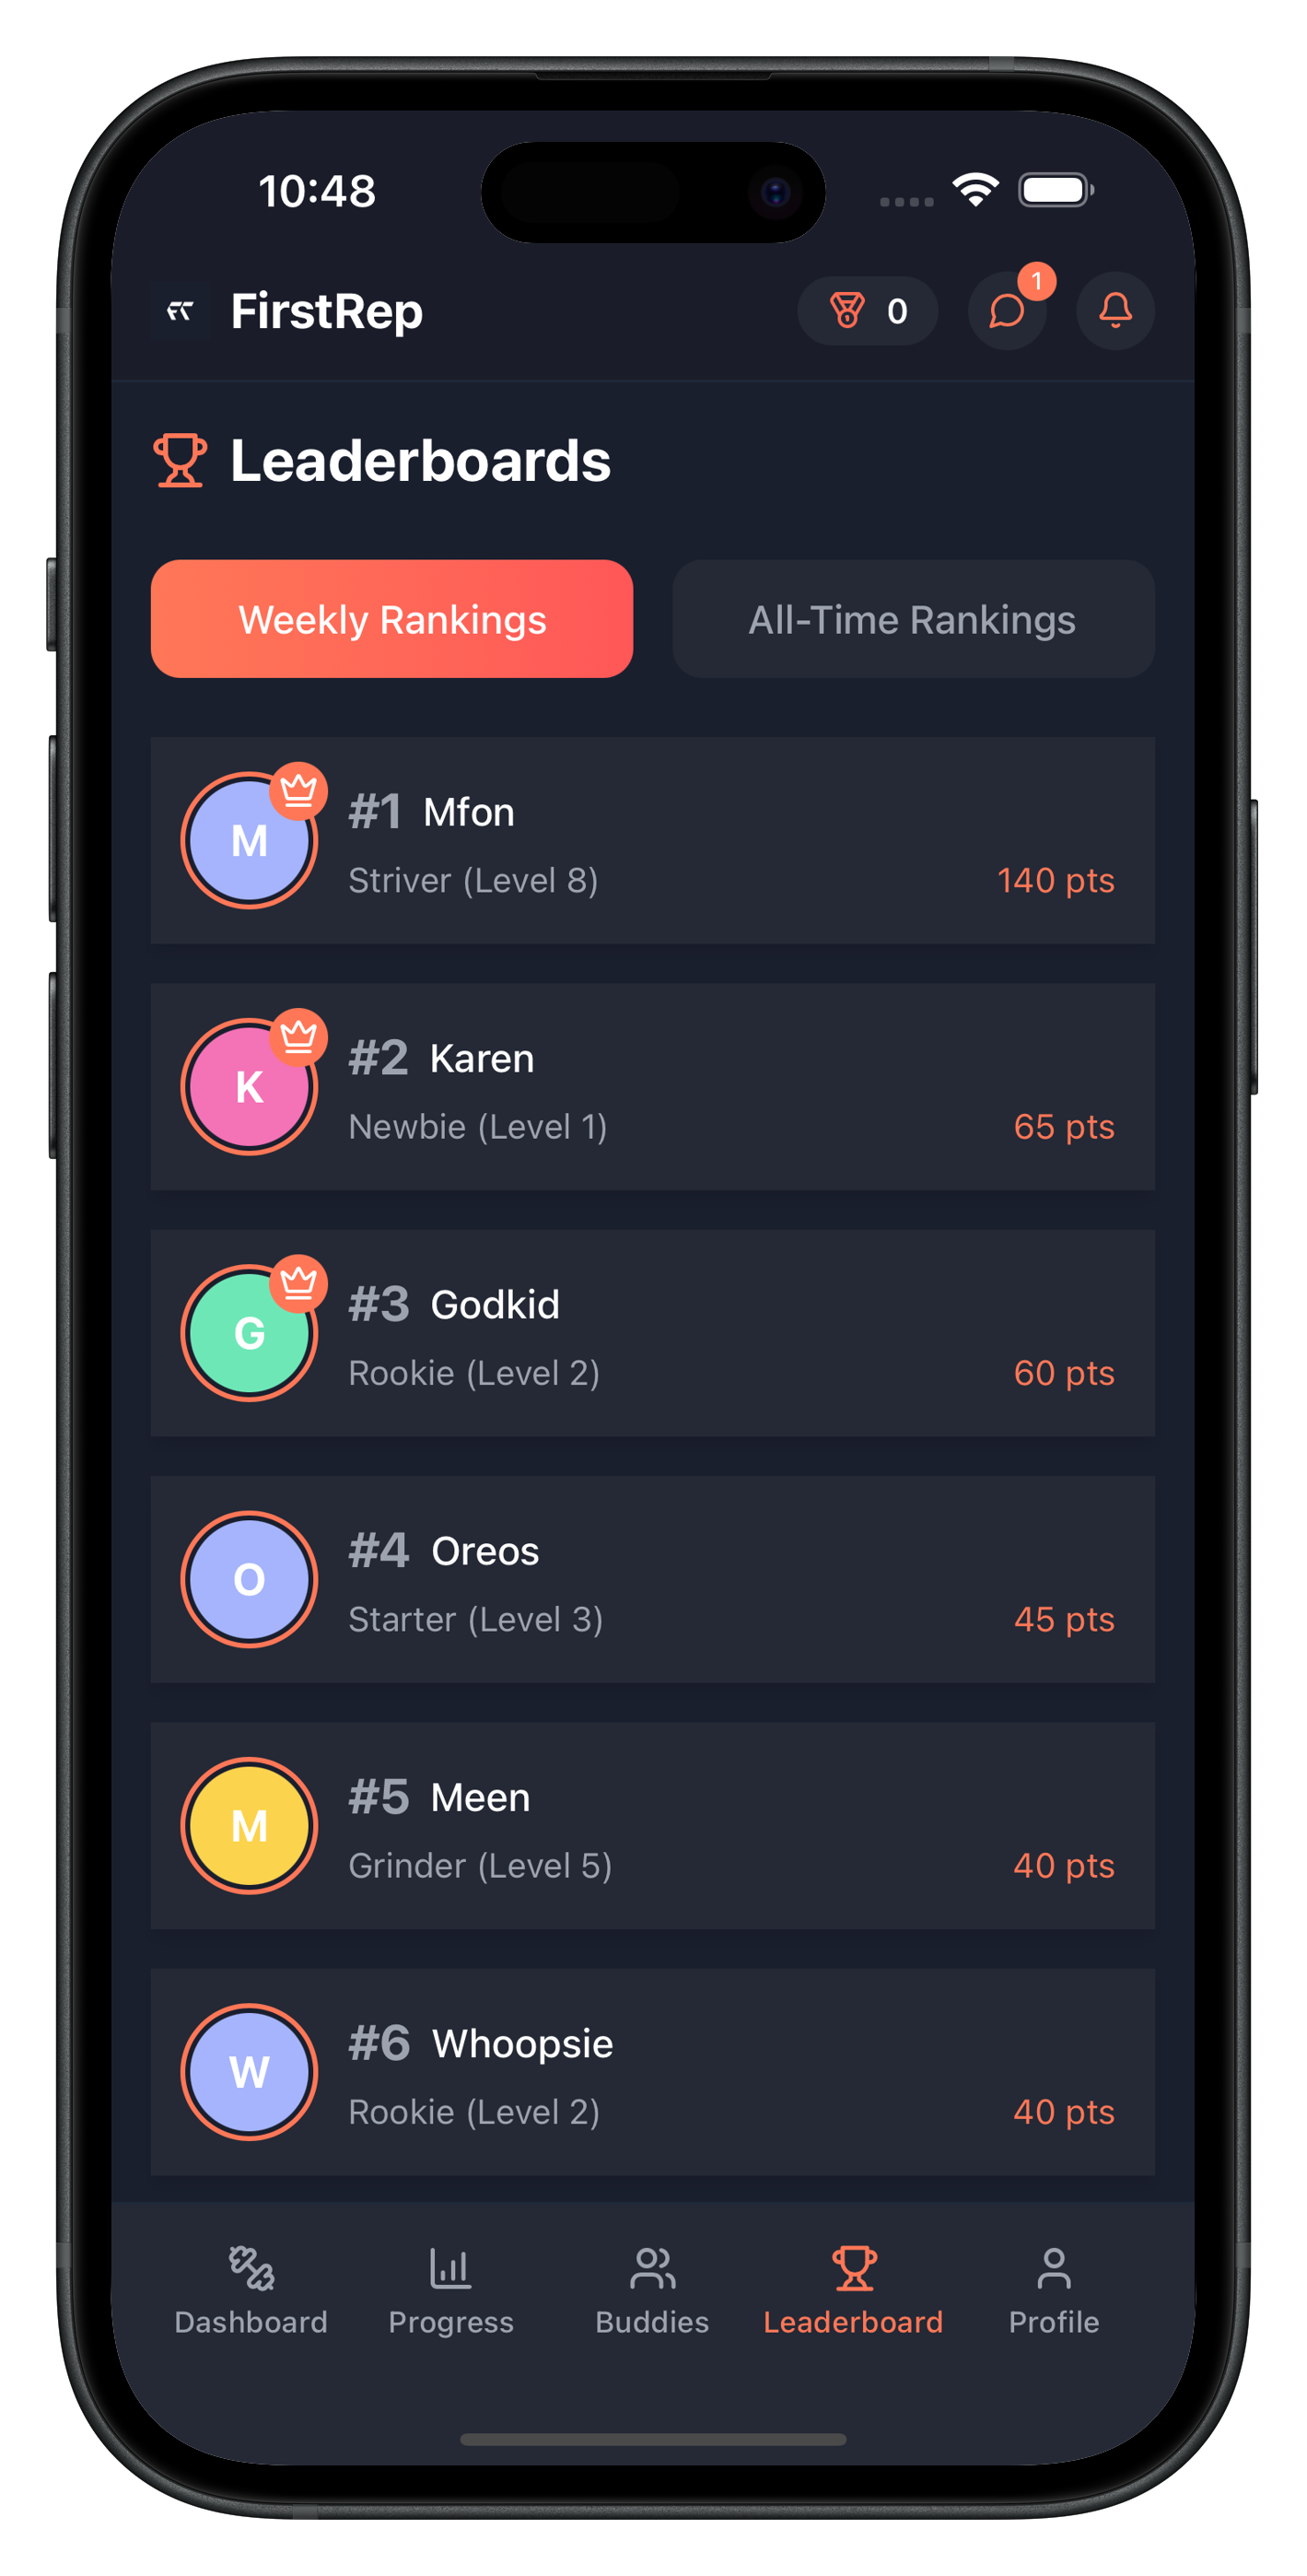 10:48
FirstRep
0
1
Leaderboards
Weekly Rankings
All-Time Rankings
M
#1 Mfon
Striver (Level 8)
140 pts
K
#2 Karen
Newbie (Level 1)
65 pts
G
#3 Godkid
Rookie (Level 2)
60 pts
O
#4 Oreos
Starter (Level 3)
45 pts
M
#5 Meen
Grinder (Level 5)
40 pts
W
#6 Whoopsie
Rookie (Level 2)
40 pts
Dashboard
Progress
Buddies
Leaderboard
Profile